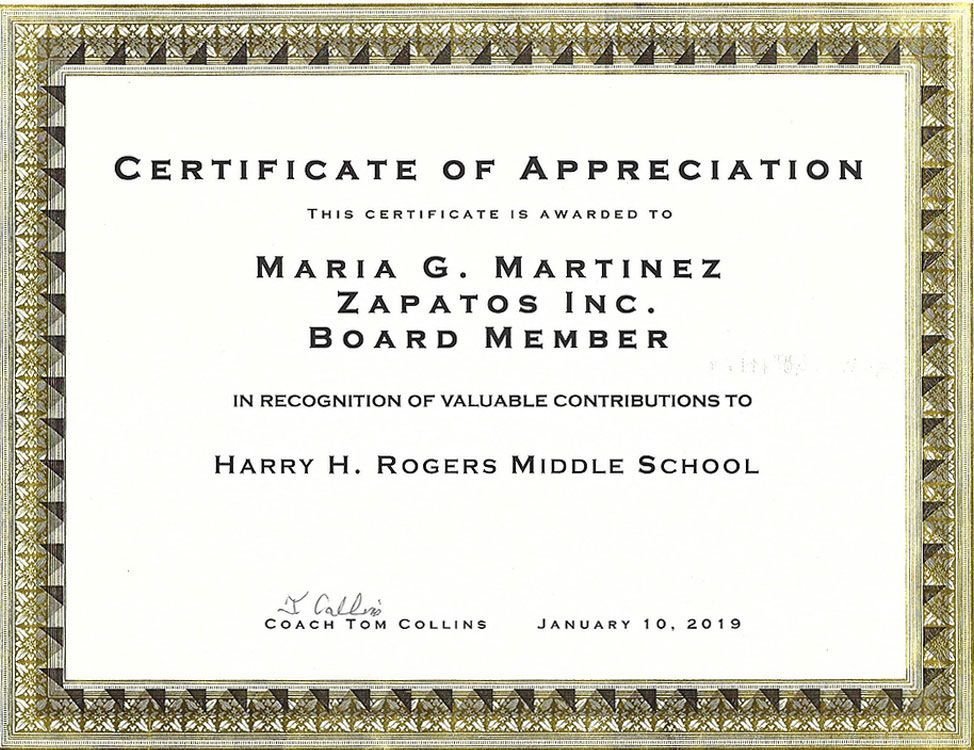 CERTIFICATE OF APPRECIATION
THIS CERTIFICATE IS AWARDED TO
MARIA G. MARTINEZ
ZAPATOS INC.
BOARD MEMBER
IN RECOGNITION OF VALUABLE CONTRIBUTIONS TO
HARRY H. ROGERS MIDDLE SCHOOL
T Collins
COACH TOM COLLINS JANUARY 10, 2019